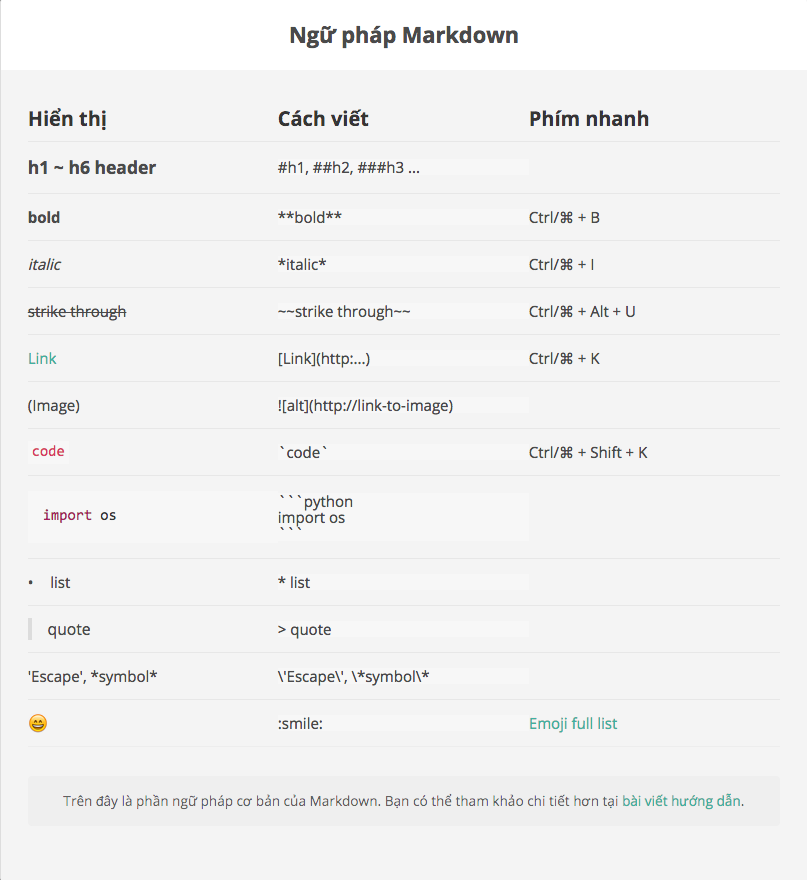 Ngữ pháp Markdown
Hiển thị Cách viết Phím nhanh
h1 ~ h6 header #h1, ##h2, ###h3 ...
bold **bold** Ctrl/⌘ + B
italic *italic* Ctrl/⌘ + I
strike through ~~strike through~~ Ctrl/⌘ + Alt + U
Link [Link](http:...) Ctrl/⌘ + K
(Image) ![alt](http://link-to-image)
code `code` Ctrl/⌘ + Shift + K
import os ```python
import os
```
• list * list
quote > quote
'Escape', *symbol* \'Escape\', \*symbol\*
😄 :smile: Emoji full list
Trên đây là phần ngữ pháp cơ bản của Markdown. Bạn có thể tham khảo chi tiết hơn tại bài viết hướng dẫn.